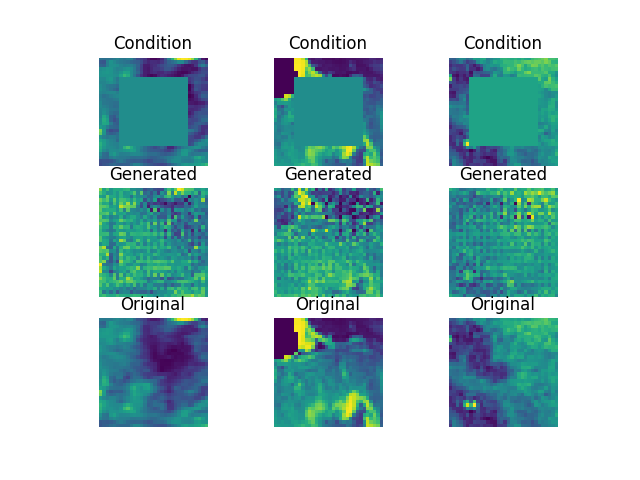 Condition Condition Condition
Generated Generated Generated
Original Original Original